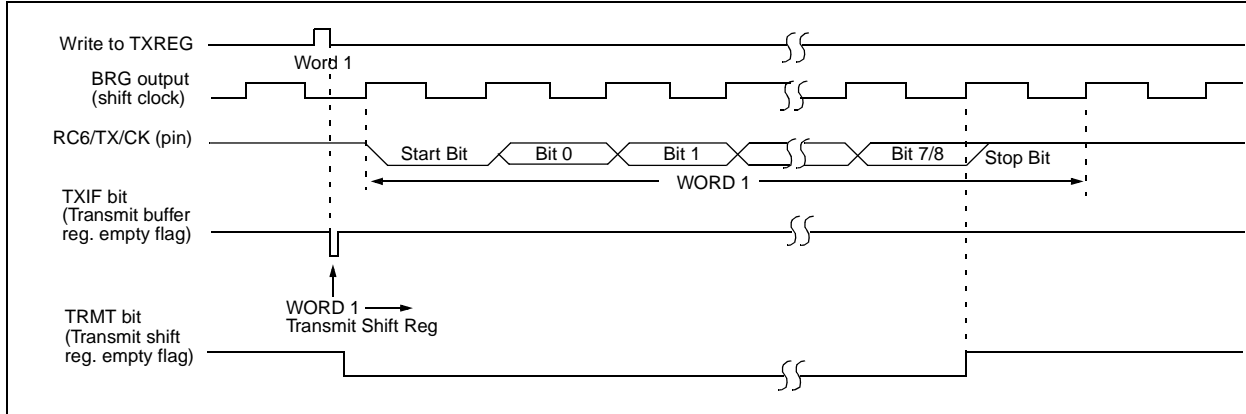 Write to TXREG
Word 1
BRG output
(shift clock)
RC6/TX/CK (pin)
Start Bit
Bit 0
Bit 1
Bit 7/8
Stop Bit
WORD 1
TXIF bit
(Transmit buffer
reg. empty flag)
WORD 1
Transmit Shift Reg
TRMT bit
(Transmit shift
reg. empty flag)